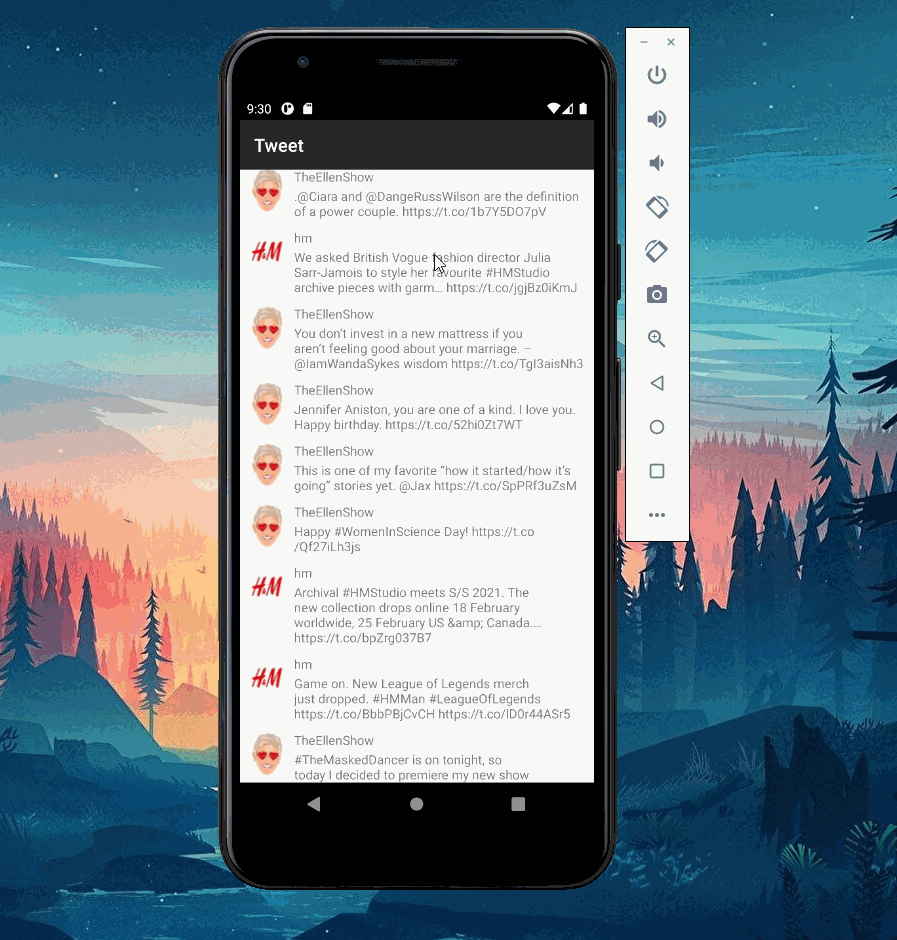 9:30
Tweet
TheEllenShow
.@Ciara and @DangeRussWilson are the definition
of a power couple. https://t.co/1b7Y5DO7pV
H&M
hm
We asked British Vogue fashion director Julia
Sarr-Jamois to style her favourite #HMStudio
archive pieces with garm… https://t.co/jgjBz0iKmJ
TheEllenShow
You don’t invest in a new mattress if you
aren’t feeling good about your marriage. –
@IamWandaSykes wisdom https://t.co/TgI3aisNh3
TheEllenShow
Jennifer Aniston, you are one of a kind. I love you.
Happy birthday. https://t.co/52hi0Zt7WT
TheEllenShow
This is one of my favorite “how it started/how it’s
going” stories yet. @Jax https://t.co/SpPRf3uZsM
TheEllenShow
Happy #WomenInScience Day! https://t.co
/Qf27iLh3js
H&M
hm
Archival #HMStudio meets S/S 2021. The
new collection drops online 18 February
worldwide, 25 February US &amp; Canada.…
https://t.co/bpZrg037B7
H&M
hm
Game on. New League of Legends merch
just dropped. #HMMan #LeagueOfLegends
https://t.co/BbbPBjCvCH https://t.co/lD0r44ASr5
TheEllenShow
#TheMaskedDancer is on tonight, so
today I decided to premiere my new show